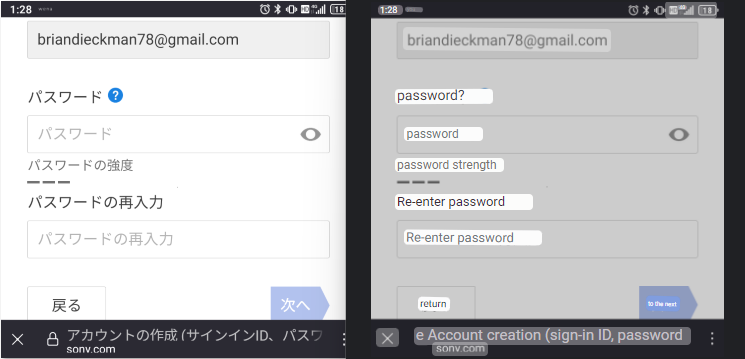 1:28
18
briandieckman78@gmail.com
パスワード ?
パスワード
パスワードの強度
パスワードの再入力
パスワードの再入力
戻る
次へ
アカウントの作成 (サインインID、パスワ
sony.com
1:28
18
briandieckman78@gmail.com
password?
password
password strength
Re-enter password
Re-enter password
return
to the next
e Account creation (sign-in ID, password
sony.com